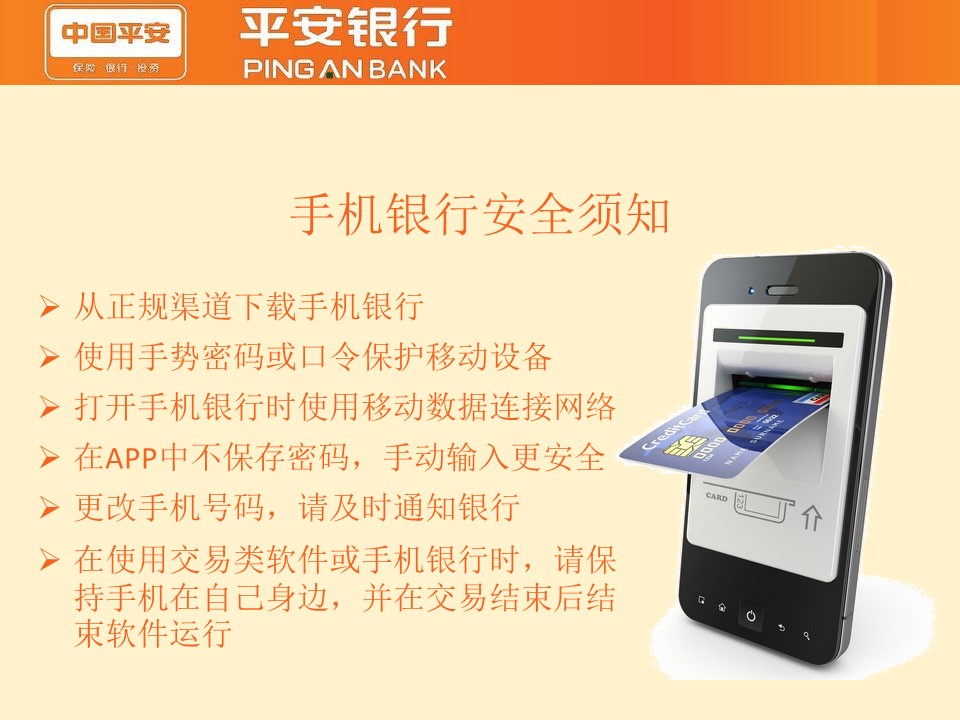 中国平安
保险·银行·投资
平安银行
PING AN BANK
手机银行安全须知
从正规渠道下载手机银行
使用手势密码或口令保护移动设备
打开手机银行时使用移动数据连接网络
在APP中不保存密码，手动输入更安全
更改手机号码，请及时通知银行
在使用交易类软件或手机银行时，请保
持手机在自己身边，并在交易结束后结
束软件运行
CreditCard
NAME SURNAME
CARD
123